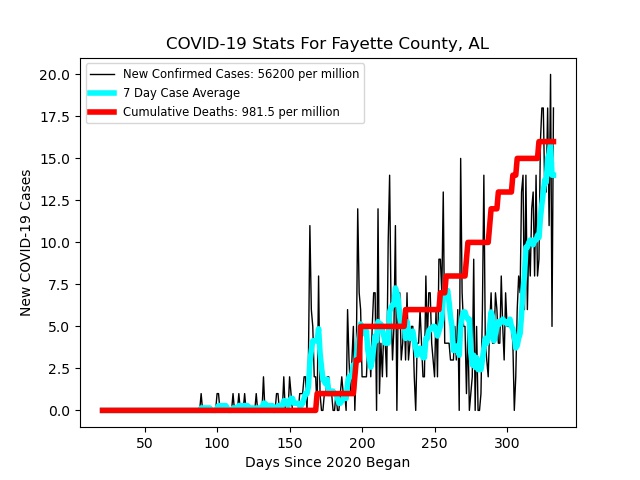 COVID-19 Stats For Fayette County, AL
New Confirmed Cases: 56200 per million
7 Day Case Average
Cumulative Deaths: 981.5 per million
New COVID-19 Cases
20.0
17.5
15.0
12.5
10.0
7.5
5.0
2.5
0.0
50 100 150 200 250 300
Days Since 2020 Began